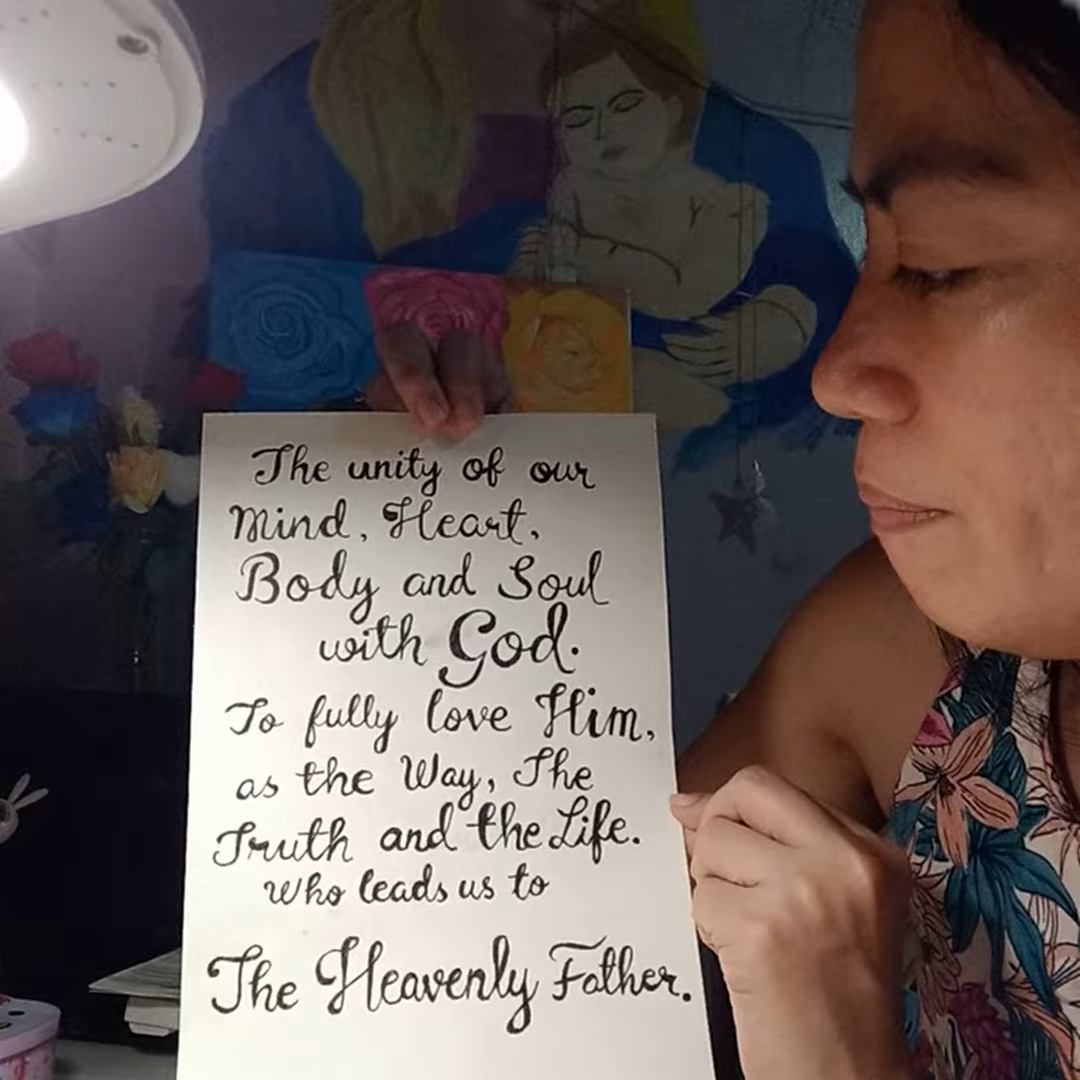 The unity of our
Mind, Heart,
Body and Soul
with God.
To fully love Him,
as the Way, The
Truth and the Life.
Who leads us to
The Heavenly Father.